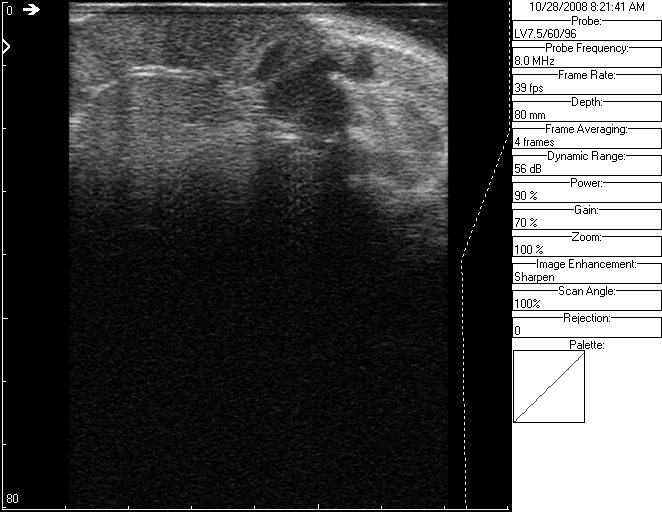 0
80
10/28/2008 8:21:41 AM
Probe:
LV7.5/60/96
Probe Frequency:
8.0 MHz
Frame Rate:
39 fps
Depth:
80 mm
Frame Averaging:
4 frames
Dynamic Range:
56 dB
Power:
90 %
Gain:
70 %
Zoom:
100 %
Image Enhancement:
Sharpen
Scan Angle:
100%
Rejection:
0
Palette: